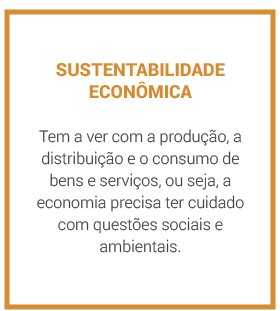 SUSTENTABILIDADE
ECONÔMICA
Tem a ver com a produção, a
distribuição e o consumo de
bens e serviços, ou seja, a
economia precisa ter cuidado
com questões sociais e
ambientais.